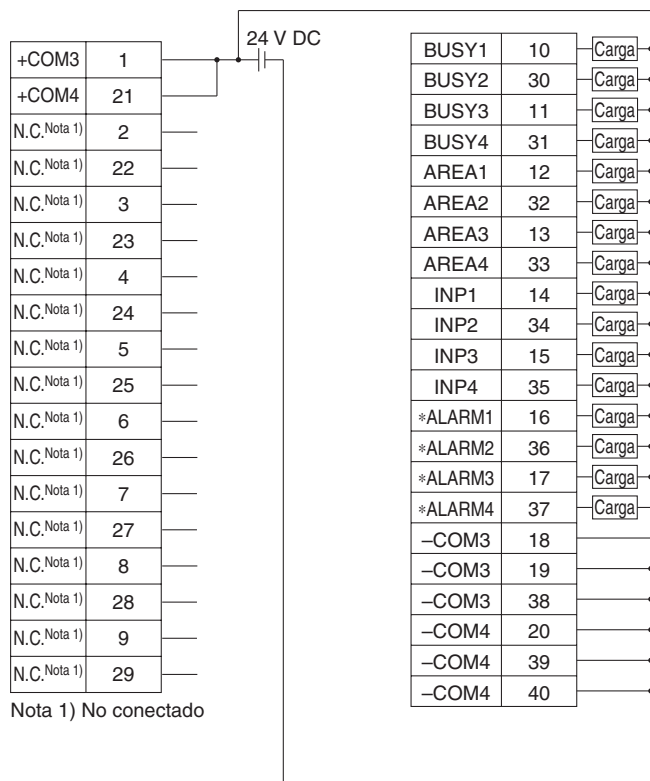 24 V DC
+COM3 1
+COM4 21
N.C.Nota 1) 2
N.C.Nota 1) 22
N.C.Nota 1) 3
N.C.Nota 1) 23
N.C.Nota 1) 4
N.C.Nota 1) 24
N.C.Nota 1) 5
N.C.Nota 1) 25
N.C.Nota 1) 6
N.C.Nota 1) 26
N.C.Nota 1) 7
N.C.Nota 1) 27
N.C.Nota 1) 8
N.C.Nota 1) 28
N.C.Nota 1) 9
N.C.Nota 1) 29
Nota 1) No conectado
BUSY1 10 Carga
BUSY2 30 Carga
BUSY3 11 Carga
BUSY4 31 Carga
AREA1 12 Carga
AREA2 32 Carga
AREA3 13 Carga
AREA4 33 Carga
INP1 14 Carga
INP2 34 Carga
INP3 15 Carga
INP4 35 Carga
*ALARM1 16 Carga
*ALARM2 36 Carga
*ALARM3 17 Carga
*ALARM4 37 Carga
–COM3 18
–COM3 19
–COM3 38
–COM4 20
–COM4 39
–COM4 40